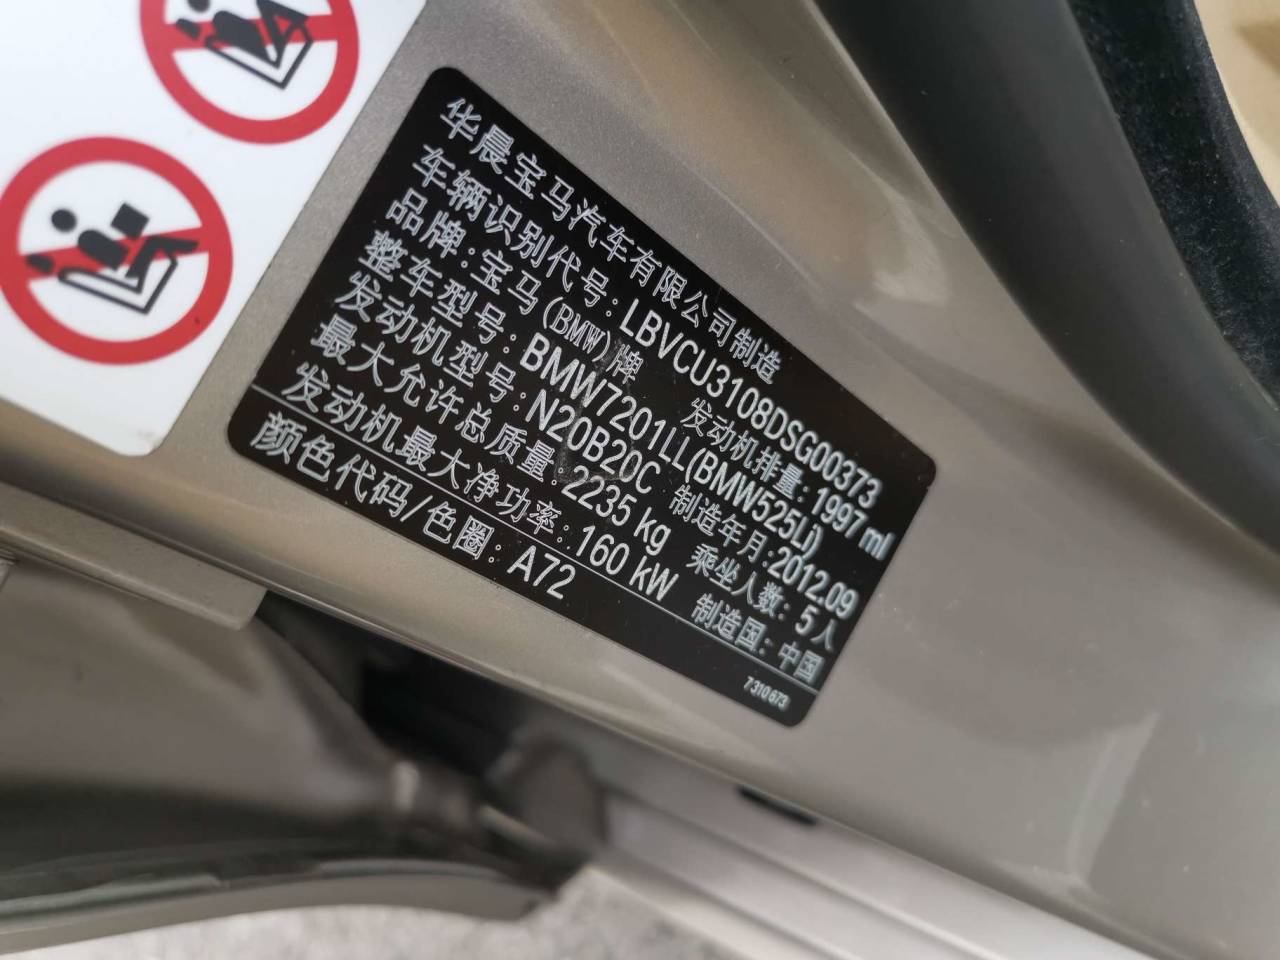 华晨宝马汽车有限公司制造
车辆识别代号: LBVCU3108DSG00373
品牌: 宝马(BMW)牌 发动机排量: 1997 ml
整车型号: BMW7201LL(BMW525Li)
发动机型号: N20B20C 制造年月: 2012.09
最大允许总质量: 2235 kg 乘坐人数: 5人
发动机最大净功率: 160 kW 制造国: 中国
颜色代码/色圈: A72
7310673